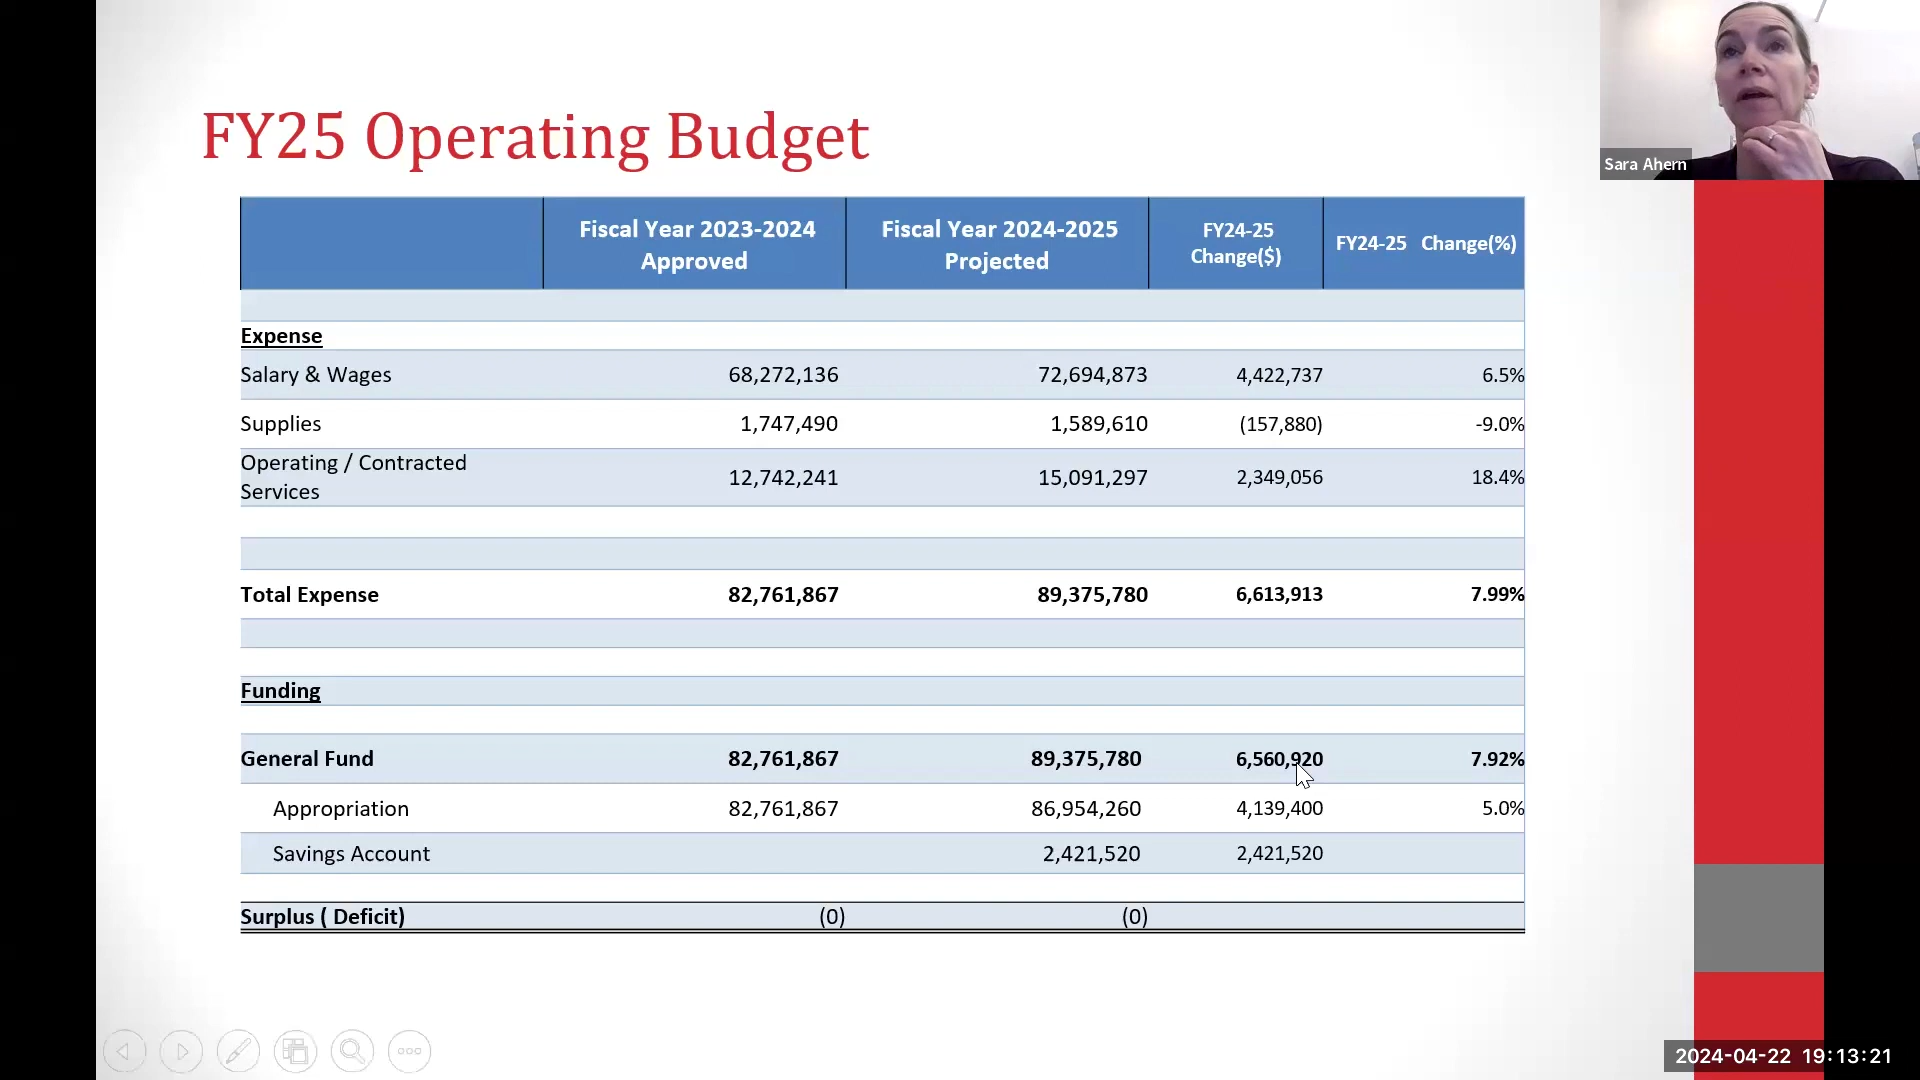 Sara Ahern
FY25 Operating Budget
Fiscal Year 2023-2024 Approved
Fiscal Year 2024-2025 Projected
FY24-25 Change($)
FY24-25 Change(%)
Expense
Salary & Wages 68,272,136 72,694,873 4,422,737 6.5%
Supplies 1,747,490 1,589,610 (157,880) -9.0%
Operating / Contracted
Services 12,742,241 15,091,297 2,349,056 18.4%
Total Expense 82,761,867 89,375,780 6,613,913 7.99%
Funding
General Fund 82,761,867 89,375,780 6,560,920 7.92%
Appropriation 82,761,867 86,954,260 4,139,400 5.0%
Savings Account 2,421,520 2,421,520
Surplus ( Deficit) (0) (0)
2024-04-22 19:13:21